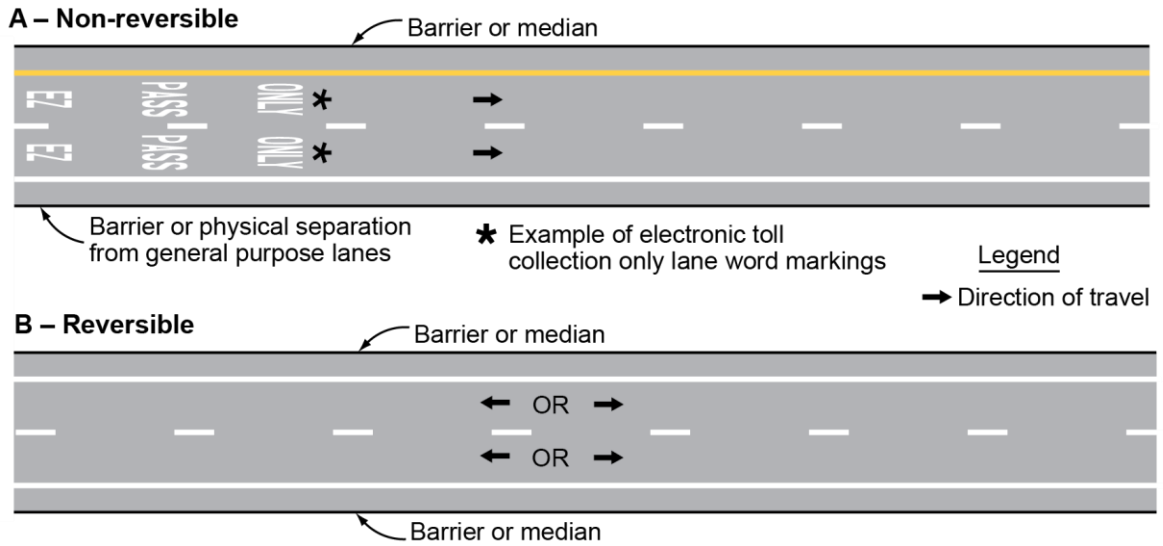 A – Non-reversible
Barrier or median
EZ PASS ONLY *
EZ PASS ONLY *
Barrier or physical separation
from general purpose lanes
* Example of electronic toll
collection only lane word markings
Legend
Direction of travel
B – Reversible
Barrier or median
OR
OR
Barrier or median